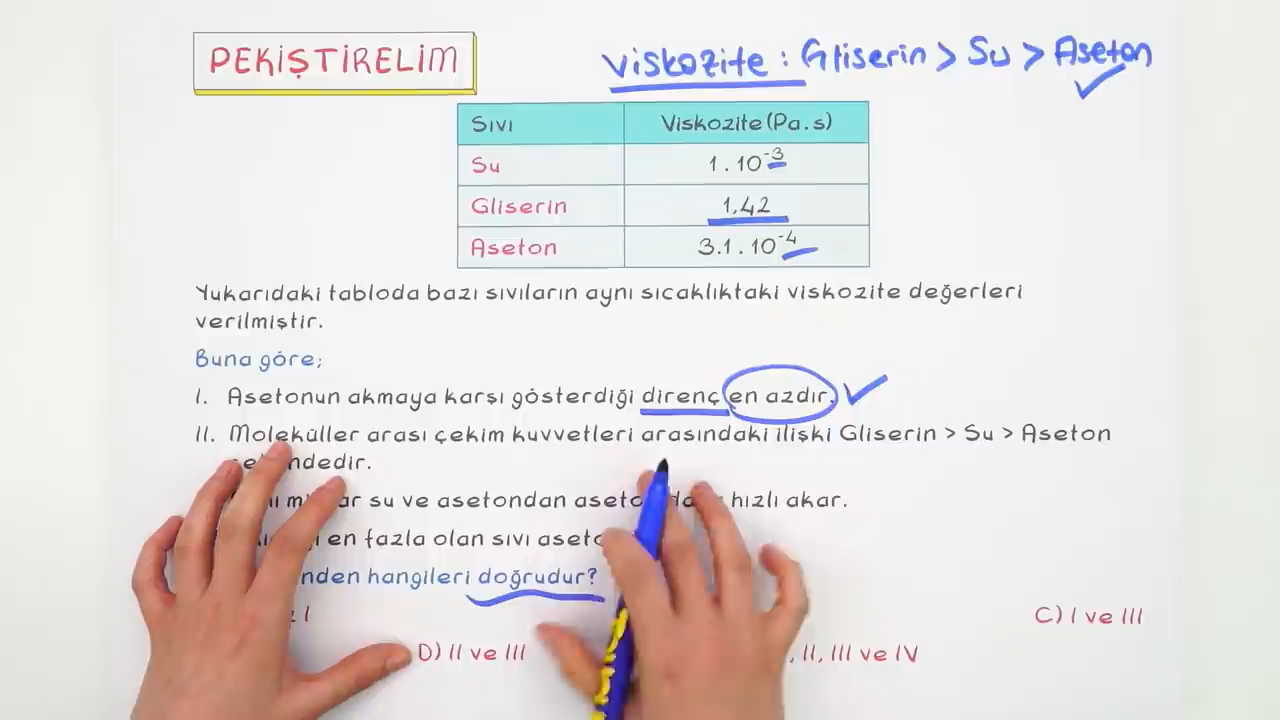 PEKİŞTİRELİM
Viskozite : Gliserin > Su > Aseton
Sıvı Viskozite (Pa.s)
Su 1.10⁻³
Gliserin 1,42
Aseton 3.1.10⁻⁴
Yukarıdaki tabloda bazı sıvıların aynı sıcaklıktaki viskozite değerleri
verilmiştir.
Buna göre;
I. Asetonun akmaya karşı gösterdiği direnç en azdır.
II. Moleküller arası çekim kuvvetleri arasındaki ilişki Gliserin > Su > Aseton
su ve asetondan hızlı akar.
en fazla olan sıvı
hangileri doğrudur?
I
C) I ve III
D) II ve III
, II, III ve IV